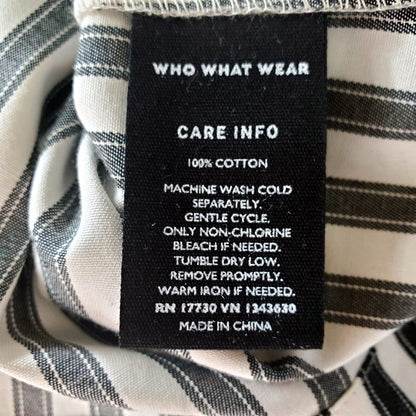 WHO WHAT WEAR
CARE INFO
100% COTTON
MACHINE WASH COLD
SEPARATELY.
GENTLE CYCLE.
ONLY NON-CHLORINE
BLEACH IF NEEDED.
TUMBLE DRY LOW.
REMOVE PROMPTLY.
WARM IRON IF NEEDED.
RN 17730 VN 1243630
MADE IN CHINA